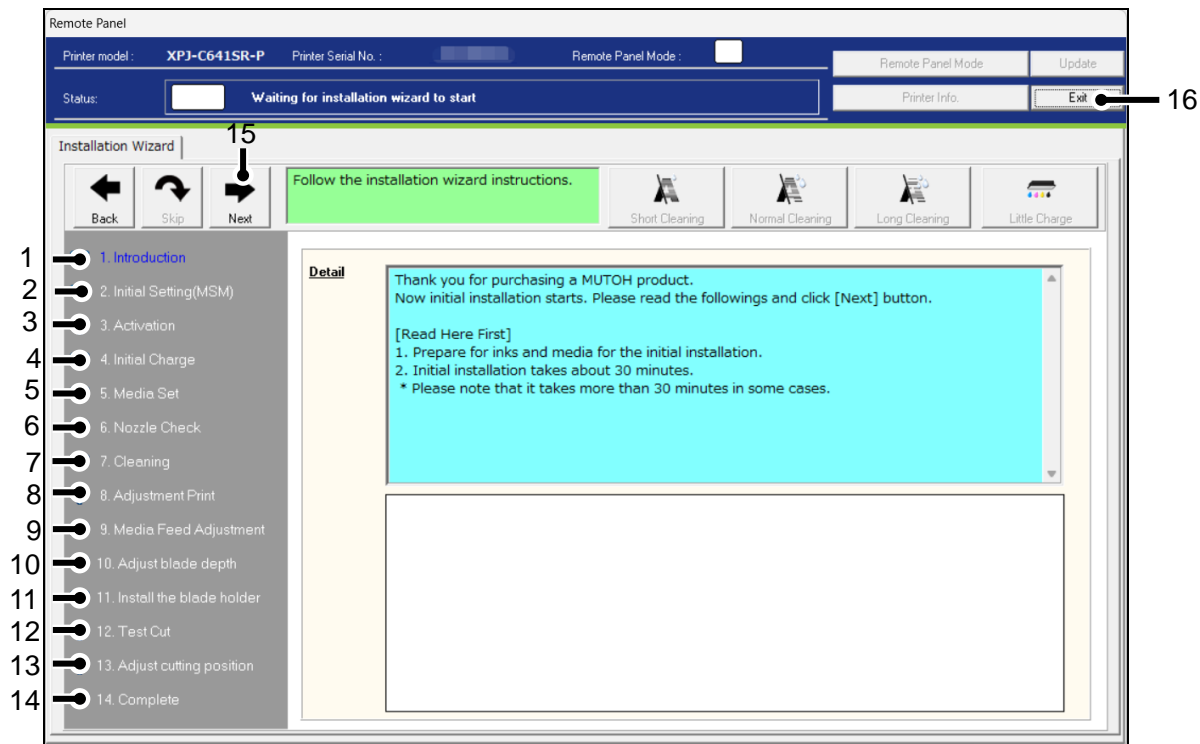 Remote Panel
Printer model : XPJ-C641SR-P Printer Serial No. : Remote Panel Mode :
Remote Panel Mode Update
Status: Waiting for installation wizard to start
Printer Info. Exit 16
15
Installation Wizard
Follow the installation wizard instructions.
Back Skip Next Short Cleaning Normal Cleaning Long Cleaning Little Charge
1 1. Introduction
2 2. Initial Setting(MSM)
3 3. Activation
4 4. Initial Charge
5 5. Media Set
6 6. Nozzle Check
7 7. Cleaning
8 8. Adjustment Print
9 9. Media Feed Adjustment
10 10. Adjust blade depth
11 11. Install the blade holder
12 12. Test Cut
13 13. Adjust cutting position
14 14. Complete
Detail
Thank you for purchasing a MUTOH product.
Now initial installation starts. Please read the followings and click [Next] button.
[Read Here First]
1. Prepare for inks and media for the initial installation.
2. Initial installation takes about 30 minutes.
* Please note that it takes more than 30 minutes in some cases.